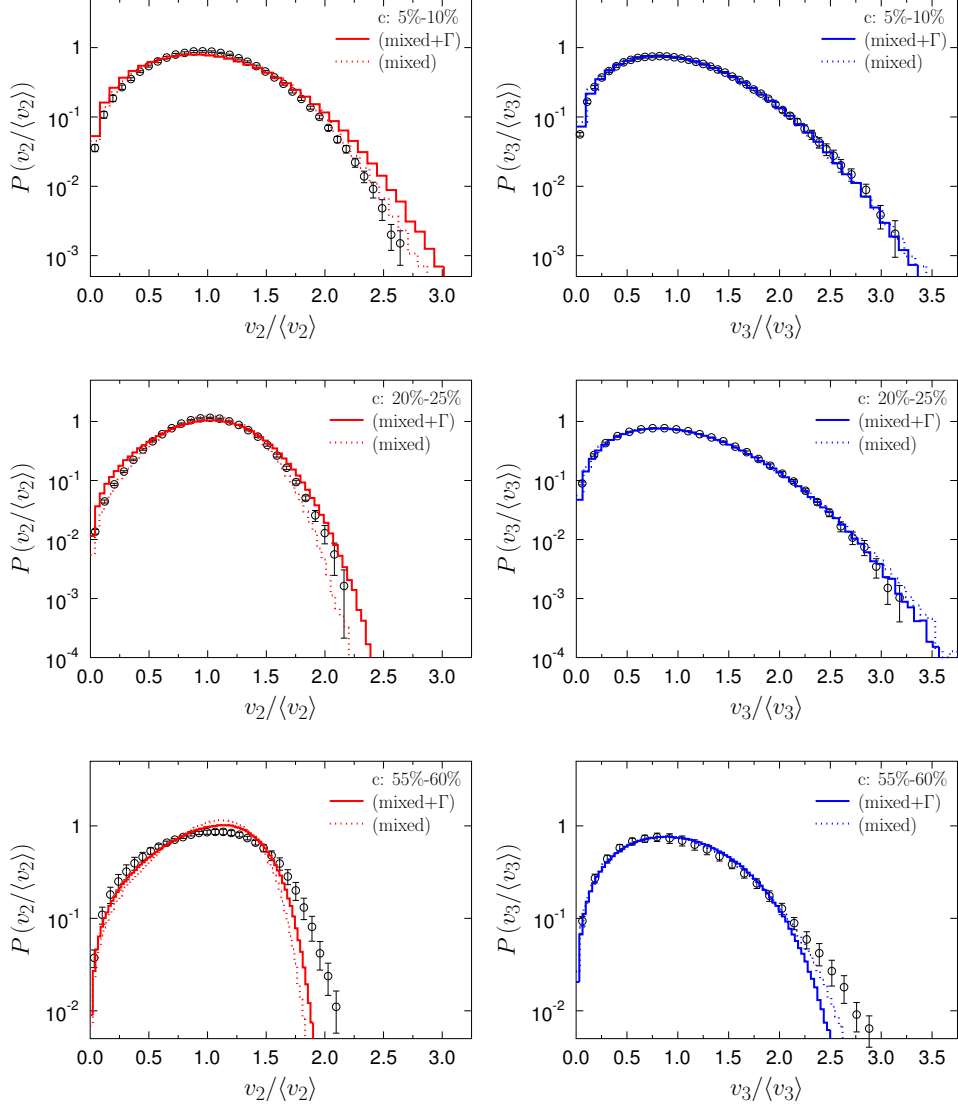 c: 5%-10%
(mixed+Γ)
(mixed)
P (v₂/⟨v₂⟩)
1
10⁻¹
10⁻²
10⁻³
0.0 0.5 1.0 1.5 2.0 2.5 3.0
v₂/⟨v₂⟩
c: 5%-10%
(mixed+Γ)
(mixed)
P (v₃/⟨v₃⟩)
1
10⁻¹
10⁻²
10⁻³
0.0 0.5 1.0 1.5 2.0 2.5 3.0 3.5
v₃/⟨v₃⟩
c: 20%-25%
(mixed+Γ)
(mixed)
P (v₂/⟨v₂⟩)
1
10⁻¹
10⁻²
10⁻³
10⁻⁴
0.0 0.5 1.0 1.5 2.0 2.5 3.0
v₂/⟨v₂⟩
c: 20%-25%
(mixed+Γ)
(mixed)
P (v₃/⟨v₃⟩)
1
10⁻¹
10⁻²
10⁻³
10⁻⁴
0.0 0.5 1.0 1.5 2.0 2.5 3.0 3.5
v₃/⟨v₃⟩
c: 55%-60%
(mixed+Γ)
(mixed)
P (v₂/⟨v₂⟩)
1
10⁻¹
10⁻²
0.0 0.5 1.0 1.5 2.0 2.5 3.0
v₂/⟨v₂⟩
c: 55%-60%
(mixed+Γ)
(mixed)
P (v₃/⟨v₃⟩)
1
10⁻¹
10⁻²
0.0 0.5 1.0 1.5 2.0 2.5 3.0 3.5
v₃/⟨v₃⟩